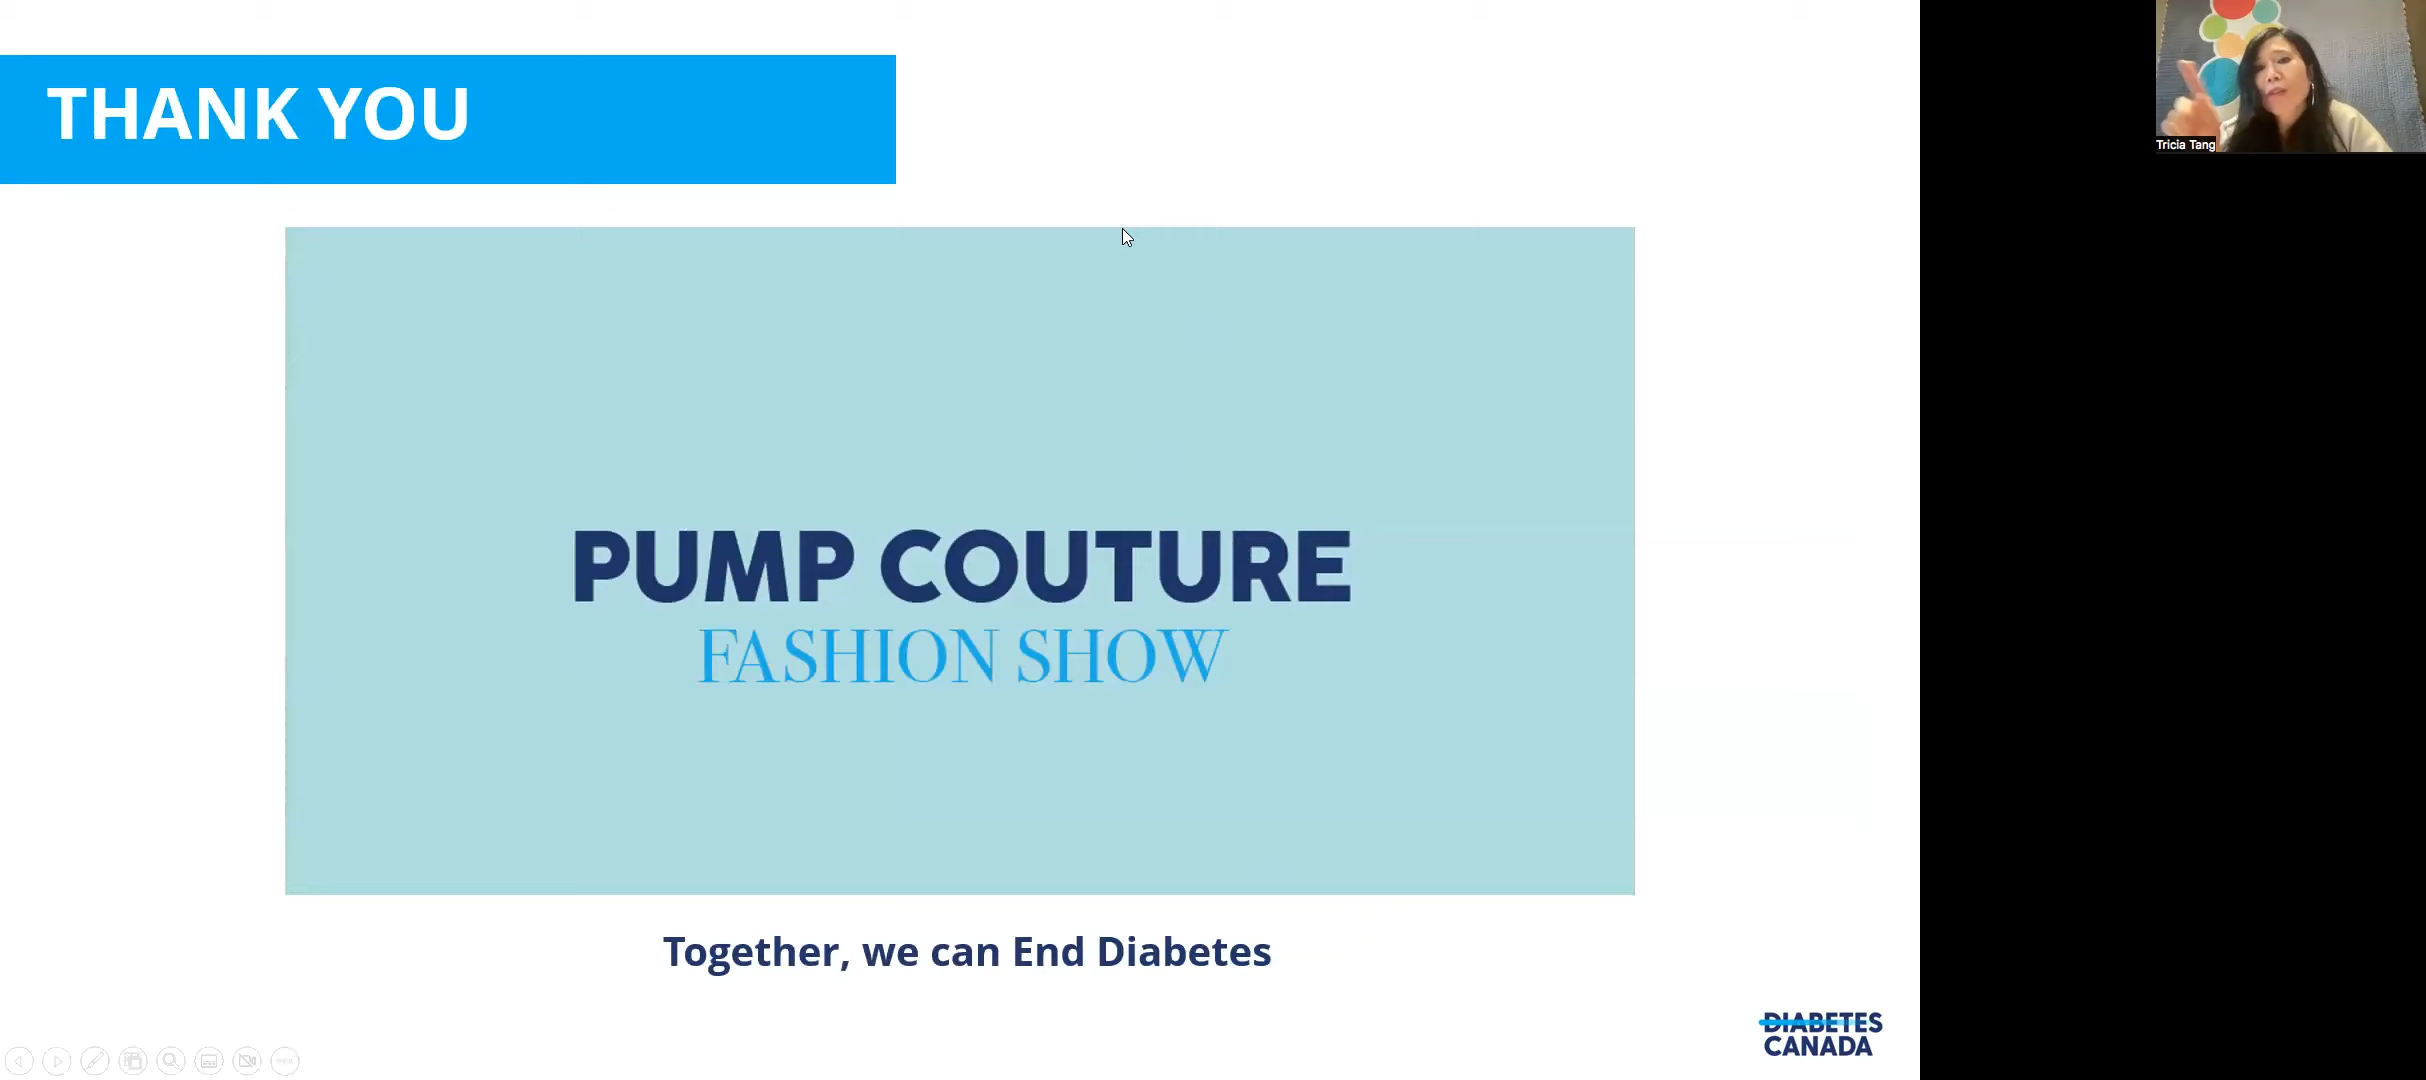 THANK YOU
Tricia Tang
PUMP COUTURE
FASHION SHOW
Together, we can End Diabetes
DIABETES
CANADA